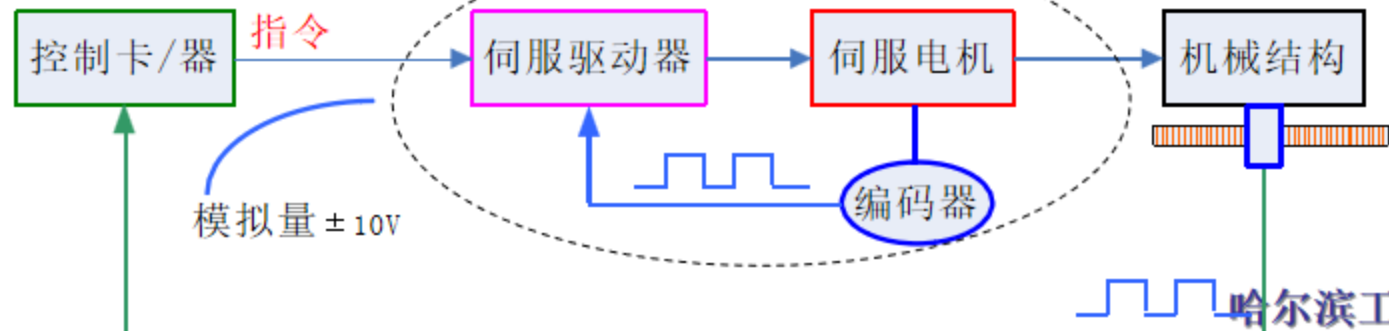 控制卡/器
指令
伺服驱动器
伺服电机
机械结构
模拟量±10V
编码器
哈尔滨工